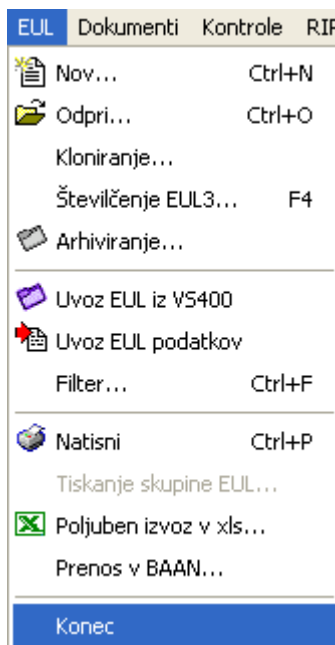 EUL Dokumenti Kontrole RIP
Nov... Ctrl+N
Odpri... Ctrl+O
Kloniranje...
Številčenje EUL3... F4
Arhiviranje...
Uvoz EUL iz VS400
Uvoz EUL podatkov
Filter... Ctrl+F
Natisni Ctrl+P
Tiskanje skupine EUL...
Poljuben izvoz v xls...
Prenos v BAAN...
Konec